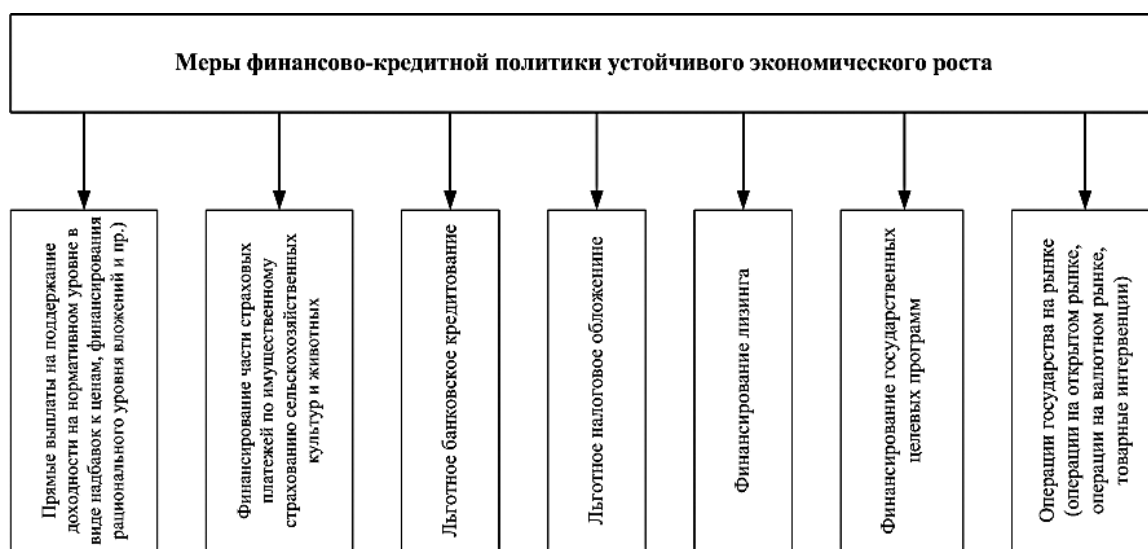 Меры финансово-кредитной политики устойчивого экономического роста
Прямые выплаты на поддержание
доходности на нормативном уровне в
виде надбавок к ценам, финансирования
рационального уровня вложений и пр.)
Финансирование части страховых
платежей по имущественному
страхованию сельскохозяйственных
культур и животных
Льготное банковское кредитование
Льготное налоговое обложенине
Финансирование лизинга
Финансирование государственных
целевых программ
Операции государства на рынке
(операции на открытом рынке,
операции на валютном рынке,
товарные интервенции)